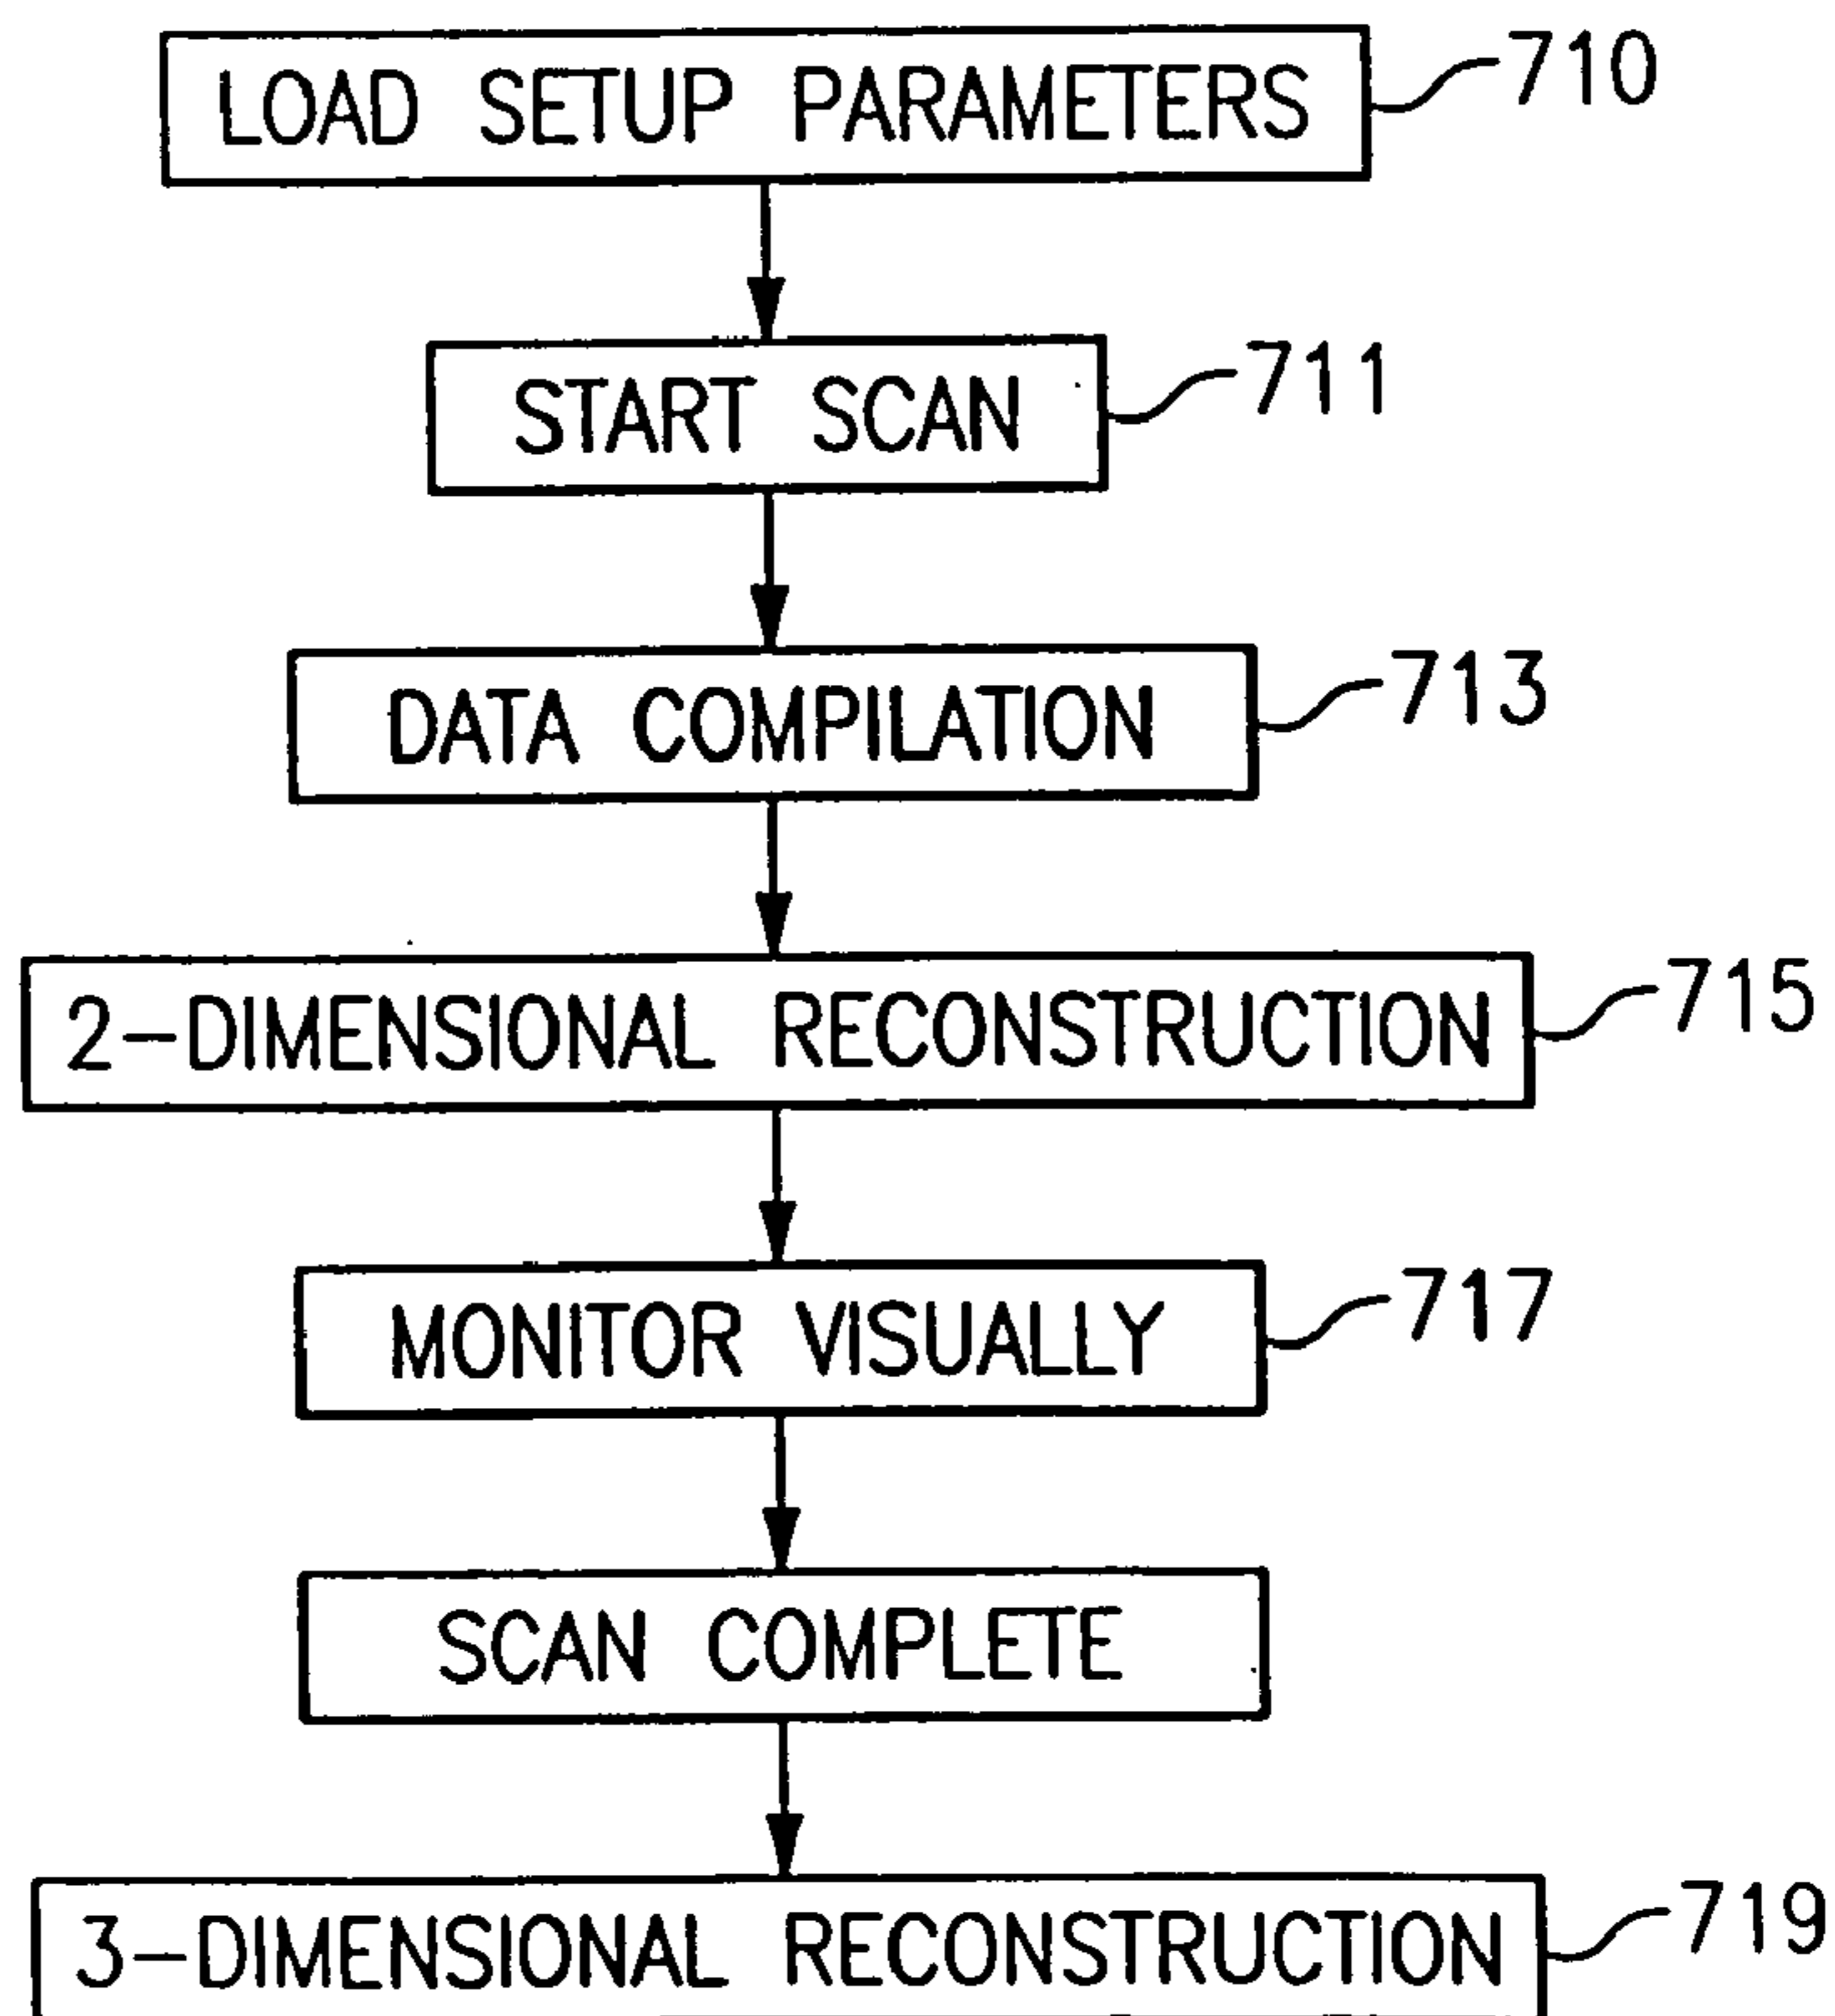 LOAD SETUP PARAMETERS 710
START SCAN 711
DATA COMPILATION 713
2-DIMENSIONAL RECONSTRUCTION 715
MONITOR VISUALLY 717
SCAN COMPLETE
3-DIMENSIONAL RECONSTRUCTION 719